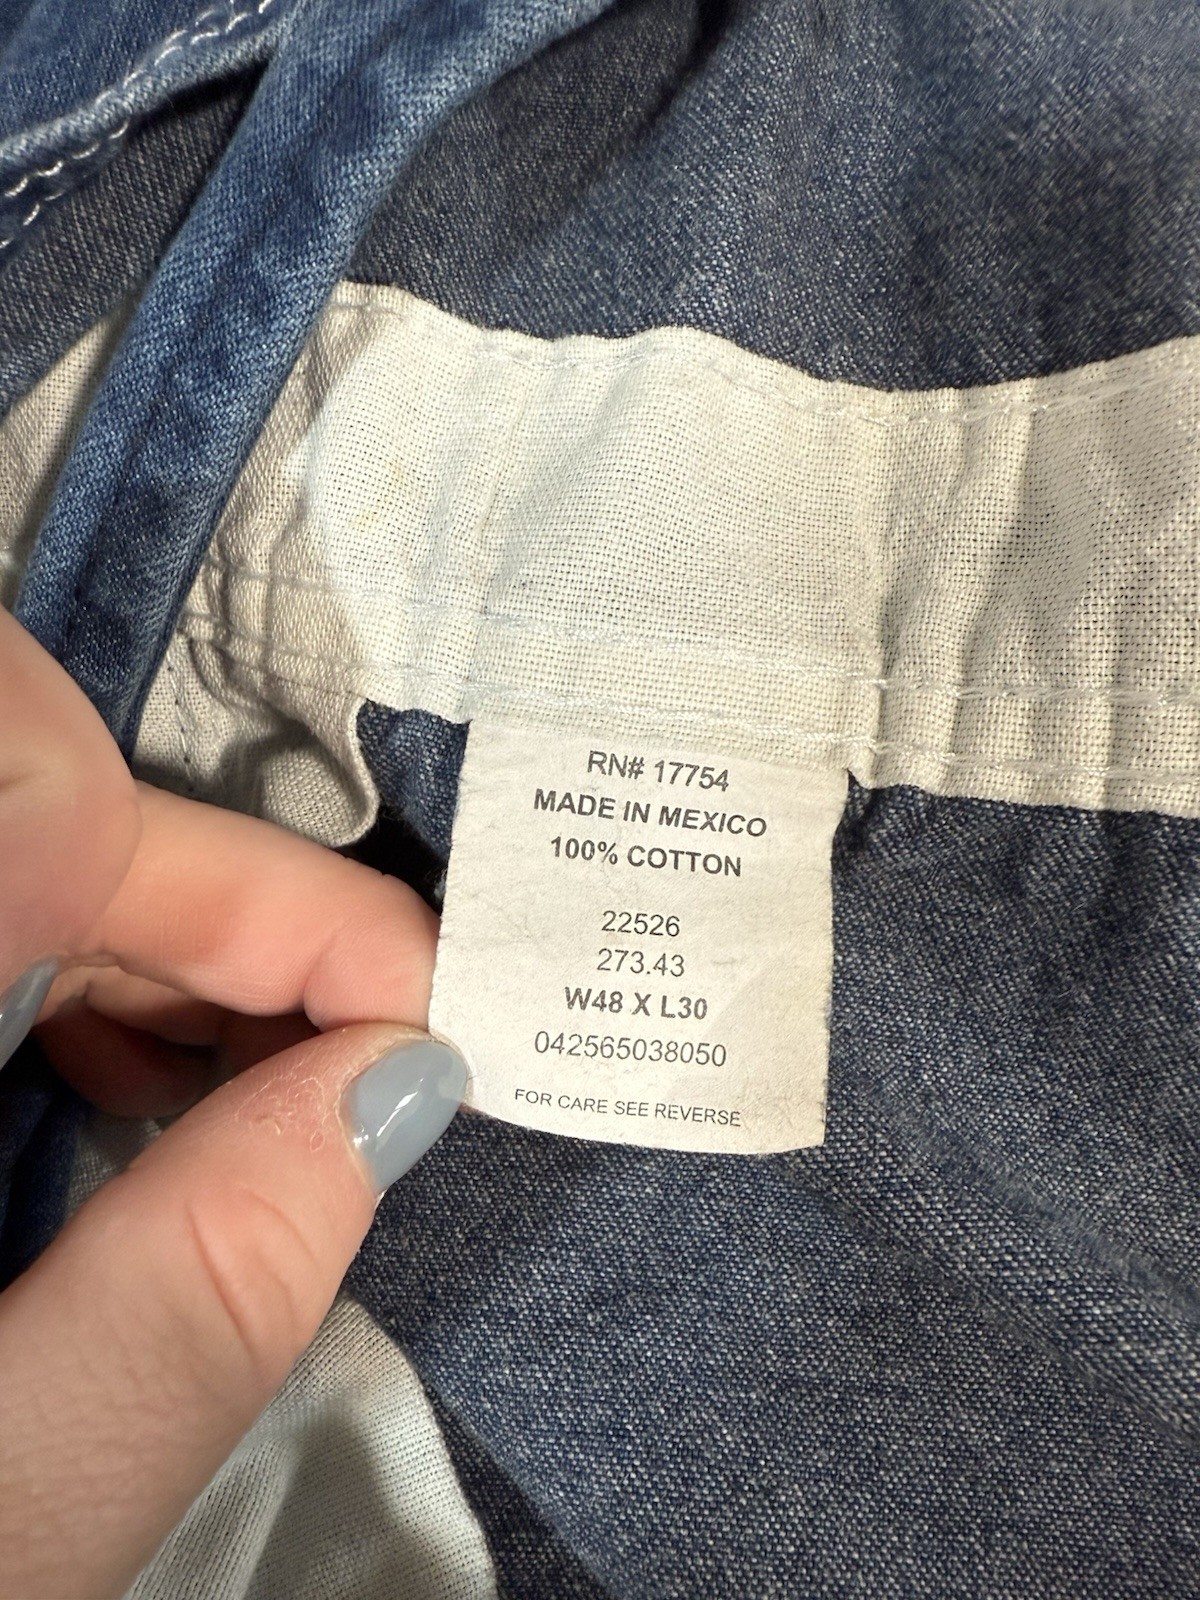 RN# 17754
MADE IN MEXICO
100% COTTON
22526
273.43
W48 X L30
042565038050
FOR CARE SEE REVERSE